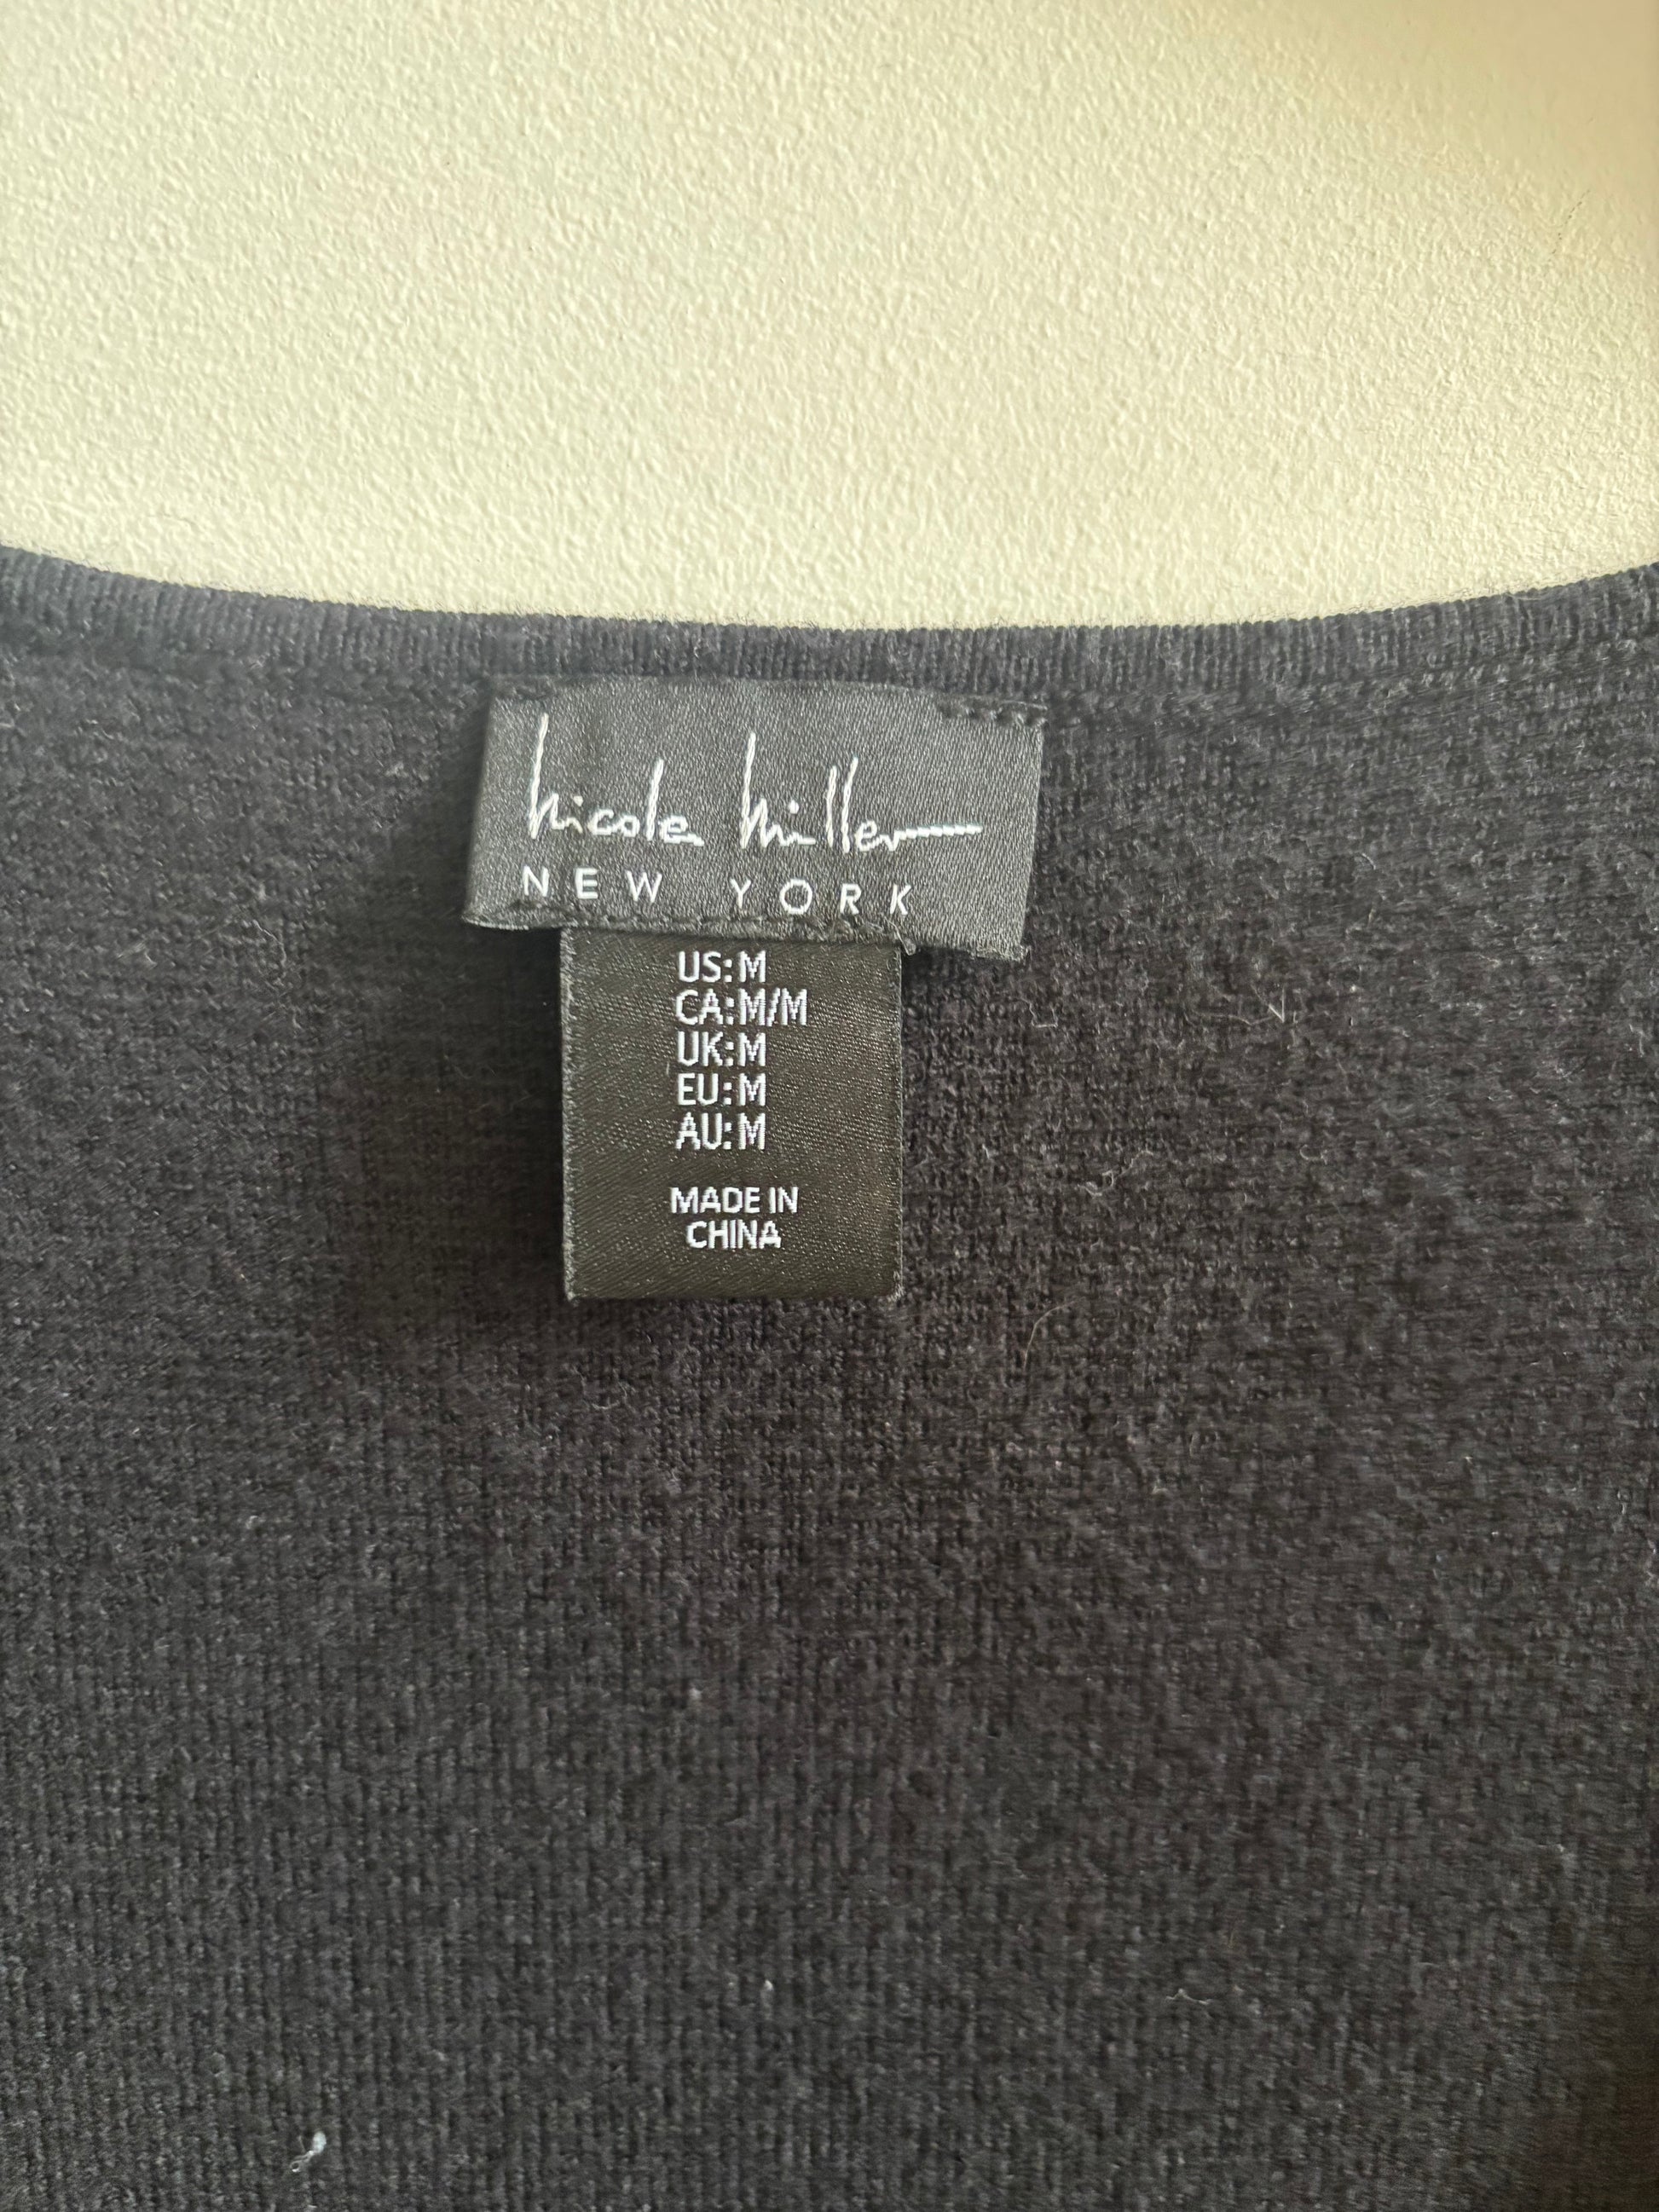 nicole miller
NEW YORK
US: M
CA: M/M
UK: M
EU: M
AU: M
MADE IN
CHINA